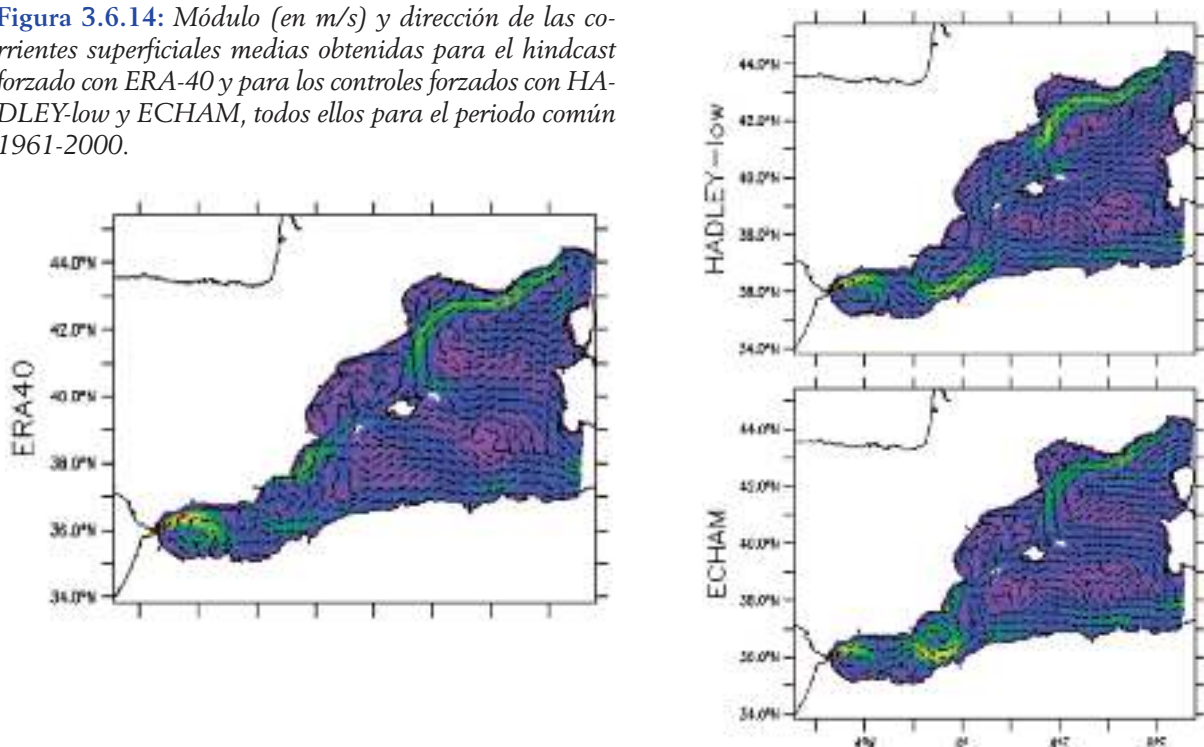 Figura 3.6.14: Módulo (en m/s) y dirección de las co-
rrientes superficiales medias obtenidas para el hindcast
forzado con ERA-40 y para los controles forzados con HA-
DLEY-low y ECHAM, todos ellos para el periodo común
1961-2000.
ERA40
44.0°N
42.0°N
40.0°N
38.0°N
36.0°N
34.0°N
HADLEY-low
44.0°N
42.0°N
40.0°N
38.0°N
36.0°N
34.0°N
ECHAM
44.0°N
42.0°N
40.0°N
38.0°N
36.0°N
34.0°N